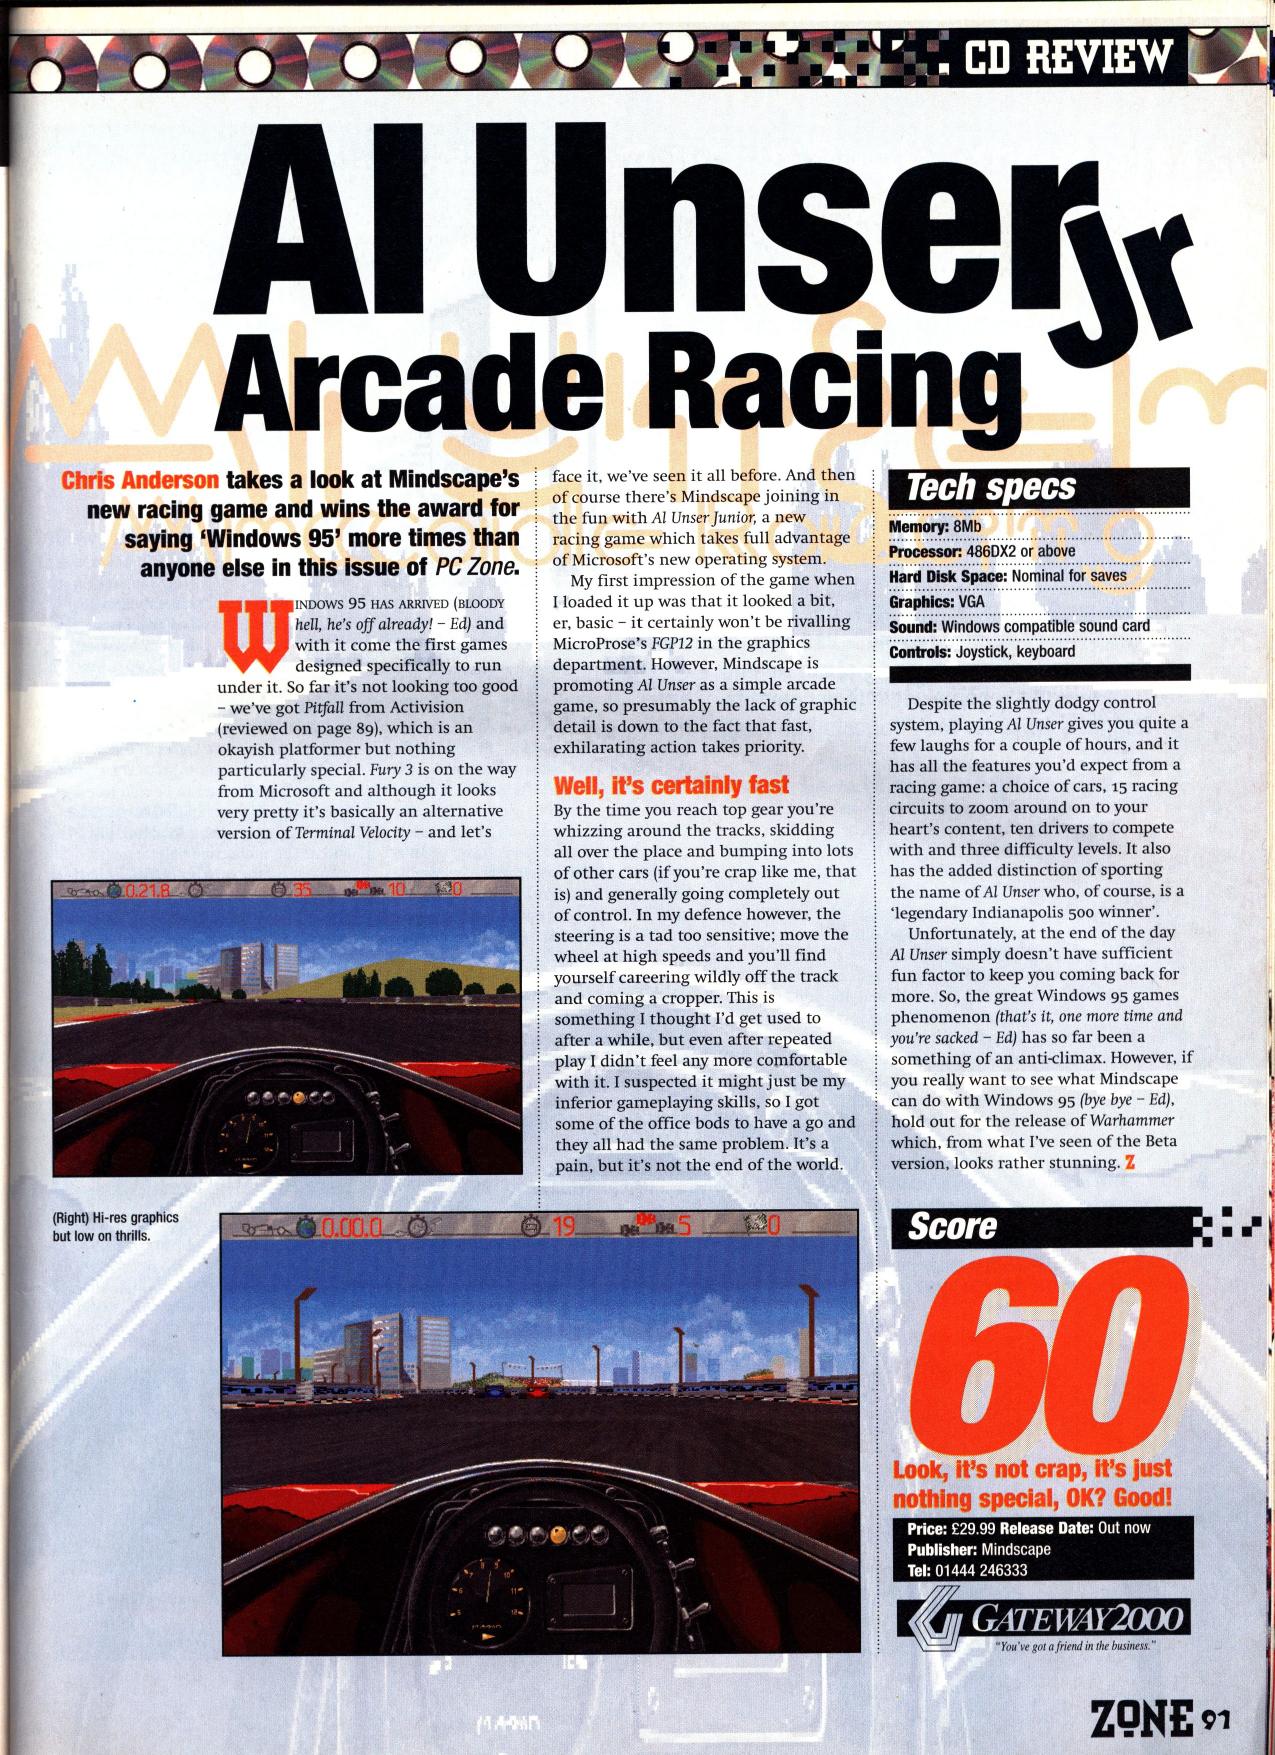 CD REVIEW
Al Unser Jr
Arcade Racing
Chris Anderson takes a look at Mindscape's
new racing game and wins the award for
saying 'Windows 95' more times than
anyone else in this issue of PC Zone.
WINDOWS 95 HAS ARRIVED (BLOODY
hell, he's off already! – Ed) and
with it come the first games
designed specifically to run
under it. So far it's not looking too good
– we've got Pitfall from Activision
(reviewed on page 89), which is an
okayish platformer but nothing
particularly special. Fury 3 is on the way
from Microsoft and although it looks
very pretty it's basically an alternative
version of Terminal Velocity – and let's
0.21.8
35
10
0
(Right) Hi-res graphics
but low on thrills.
face it, we've seen it all before. And then
of course there's Mindscape joining in
the fun with Al Unser Junior, a new
racing game which takes full advantage
of Microsoft's new operating system.
My first impression of the game when
I loaded it up was that it looked a bit,
er, basic – it certainly won't be rivalling
MicroProse's FGP12 in the graphics
department. However, Mindscape is
promoting Al Unser as a simple arcade
game, so presumably the lack of graphic
detail is down to the fact that fast,
exhilarating action takes priority.
Well, it's certainly fast
By the time you reach top gear you're
whizzing around the tracks, skidding
all over the place and bumping into lots
of other cars (if you're crap like me, that
is) and generally going completely out
of control. In my defence however, the
steering is a tad too sensitive; move the
wheel at high speeds and you'll find
yourself careering wildly off the track
and coming a cropper. This is
something I thought I'd get used to
after a while, but even after repeated
play I didn't feel any more comfortable
with it. I suspected it might just be my
inferior gameplaying skills, so I got
some of the office bods to have a go and
they all had the same problem. It's a
pain, but it's not the end of the world.
0.00.0
19
5
0
Tech specs
Memory: 8Mb
Processor: 486DX2 or above
Hard Disk Space: Nominal for saves
Graphics: VGA
Sound: Windows compatible sound card
Controls: Joystick, keyboard
Despite the slightly dodgy control
system, playing Al Unser gives you quite a
few laughs for a couple of hours, and it
has all the features you'd expect from a
racing game: a choice of cars, 15 racing
circuits to zoom around on to your
heart's content, ten drivers to compete
with and three difficulty levels. It also
has the added distinction of sporting
the name of Al Unser who, of course, is a
'legendary Indianapolis 500 winner'.
Unfortunately, at the end of the day
Al Unser simply doesn't have sufficient
fun factor to keep you coming back for
more. So, the great Windows 95 games
phenomenon (that's it, one more time and
you're sacked – Ed) has so far been a
something of an anti-climax. However, if
you really want to see what Mindscape
can do with Windows 95 (bye bye – Ed),
hold out for the release of Warhammer
which, from what I've seen of the Beta
version, looks rather stunning. Z
Score
60
Look, it's not crap, it's just
nothing special, OK? Good!
Price: £29.99 Release Date: Out now
Publisher: Mindscape
Tel: 01444 246333
GATEWAY2000
"You've got a friend in the business."
ZONE 91